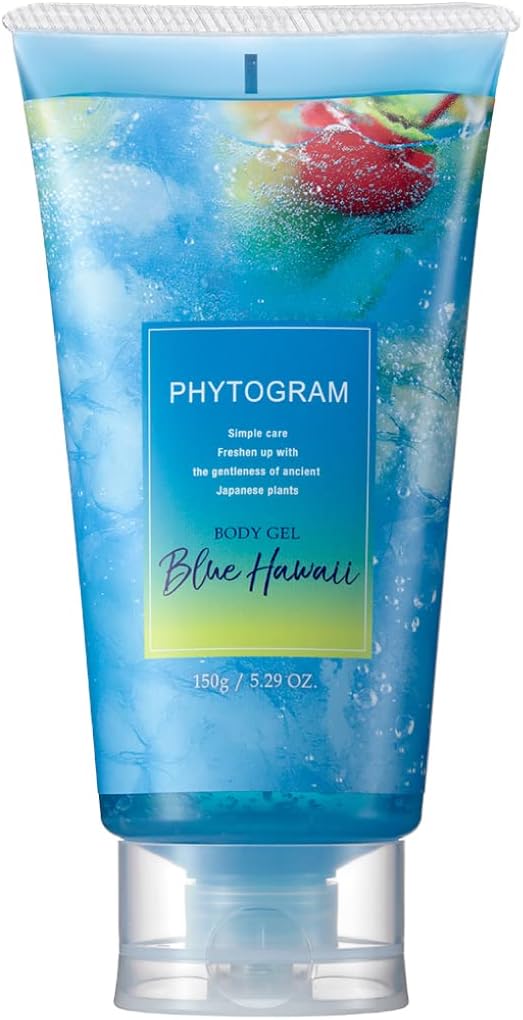 PHYTOGRAM
Simple care
Freshen up with
the gentleness of ancient
Japanese plants
BODY GEL
Blue Hawaii
150g / 5.29 OZ.